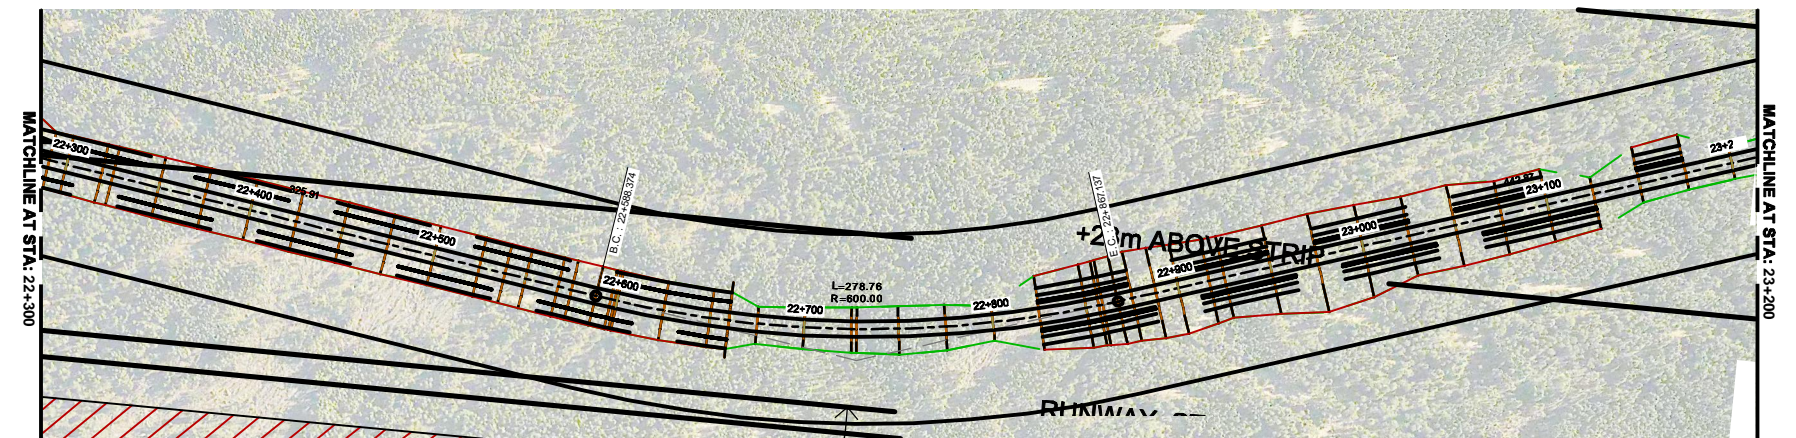 MATCHLINE AT STA: 22+300
22+300
22+400
325.91
22+500
B.C. : 22+588.374
22+600
22+700
L=278.76
R=600.00
22+800
E.C. : 22+867.137
m ABOVE STRIP
22+900
23+000
23+100
23+2
RUNWAY
MATCHLINE AT STA: 23+200